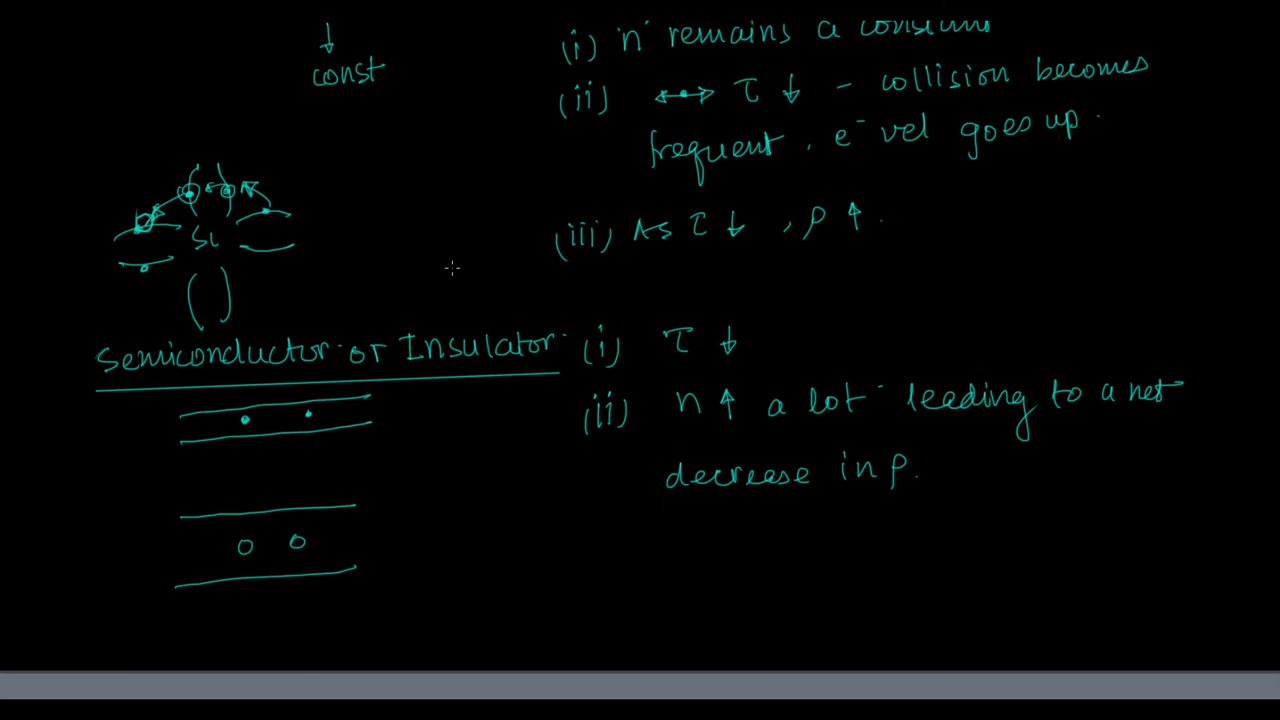 ↓
const
(i) n remains a constant
(ii) ↔ τ ↓ - collision becomes
frequent, e⁻ vel goes up.
Si
(iii) As τ ↓, ρ ↑.
Semiconductor or Insulator
(i) τ ↓
(ii) n ↑ a lot leading to a net
decrease in ρ.